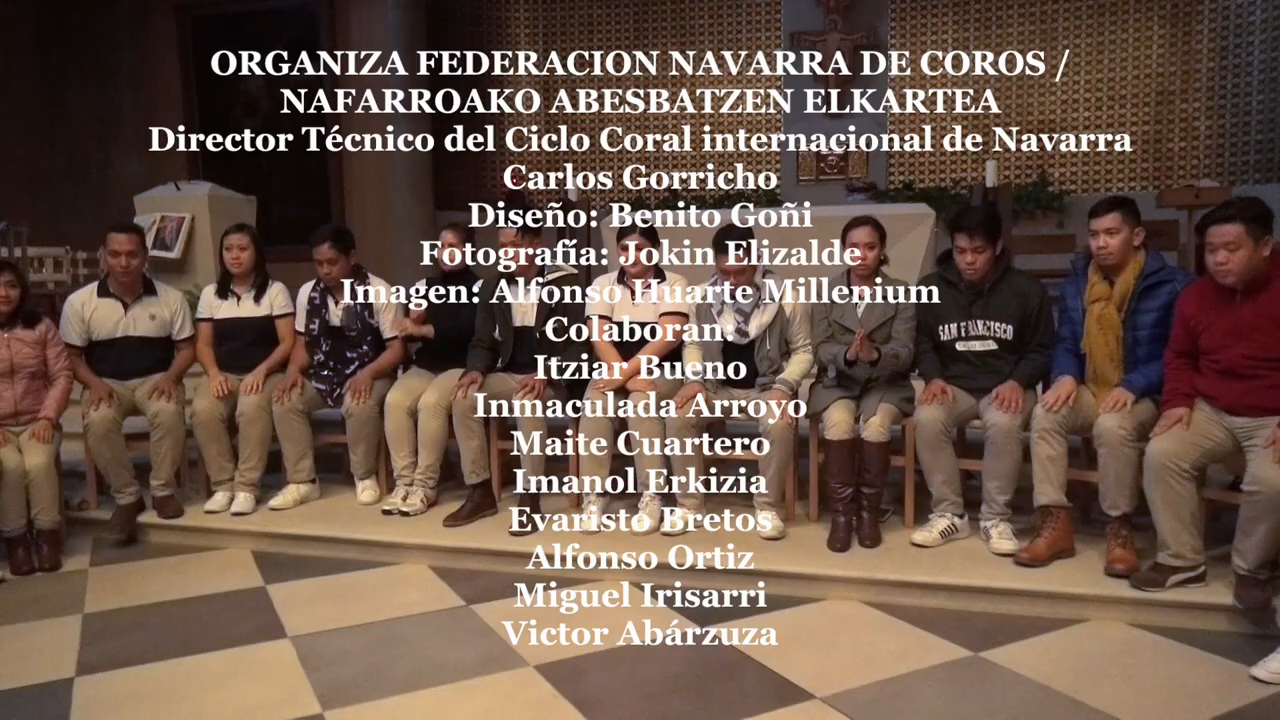 ORGANIZA FEDERACION NAVARRA DE COROS /
NAFARROAKO ABESBATZEN ELKARTEA
Director Técnico del Ciclo Coral internacional de Navarra
Carlos Gorricho
Diseño: Benito Goñi
Fotografía: Jokin Elizalde
Imagen: Alfonso Huarte Millenium
Colaboran:
Itziar Bueno
Inmaculada Arroyo
Maite Cuartero
Imanol Erkizia
Evaristo Bretos
Alfonso Ortiz
Miguel Irisarri
Victor Abárzuza
SAN FRANCISCO